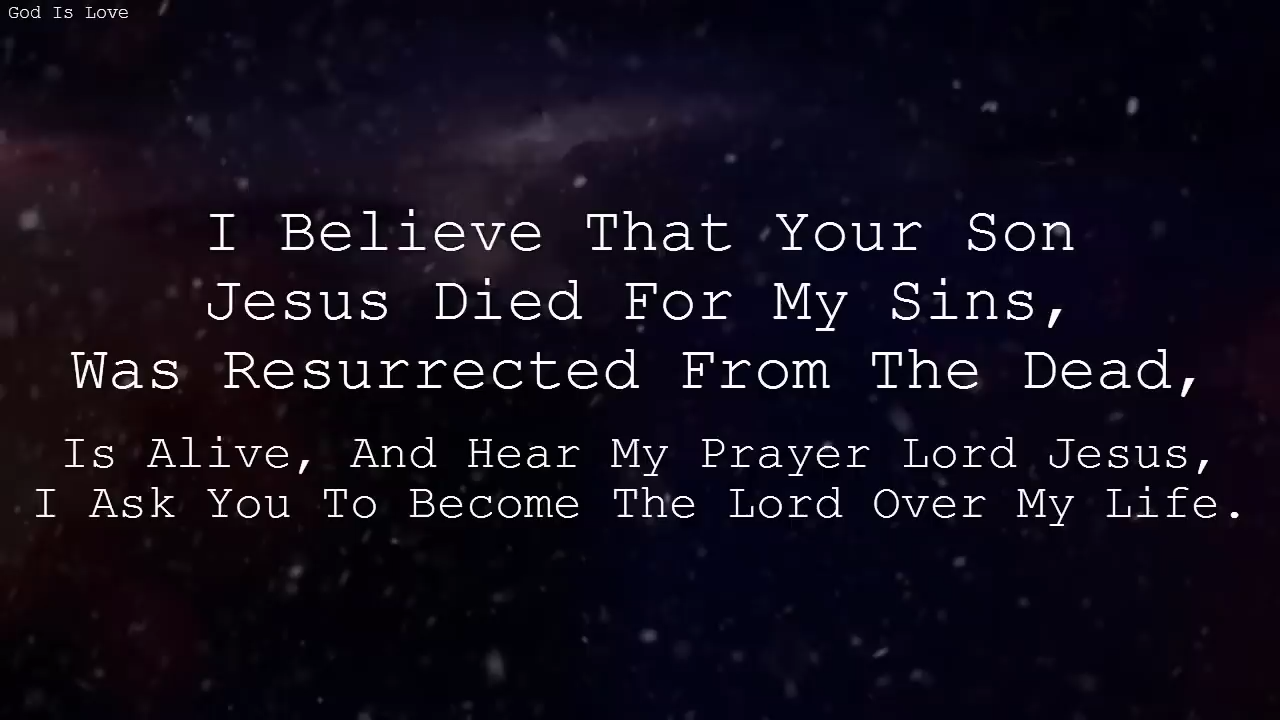 God Is Love
I Believe That Your Son
Jesus Died For My Sins,
Was Resurrected From The Dead,
Is Alive, And Hear My Prayer Lord Jesus,
I Ask You To Become The Lord Over My Life.